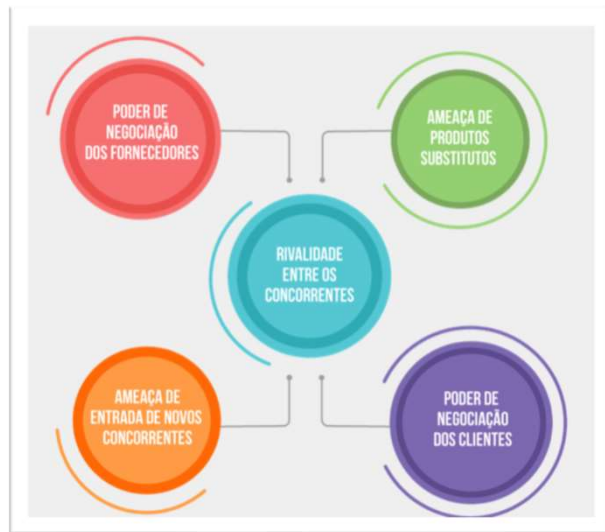 PODER DE
NEGOCIAÇÃO
DOS FORNECEDORES
AMEAÇA DE
PRODUTOS
SUBSTITUTOS
RIVALIDADE
ENTRE OS
CONCORRENTES
AMEAÇA DE
ENTRADA DE NOVOS
CONCORRENTES
PODER DE
NEGOCIAÇÃO
DOS CLIENTES